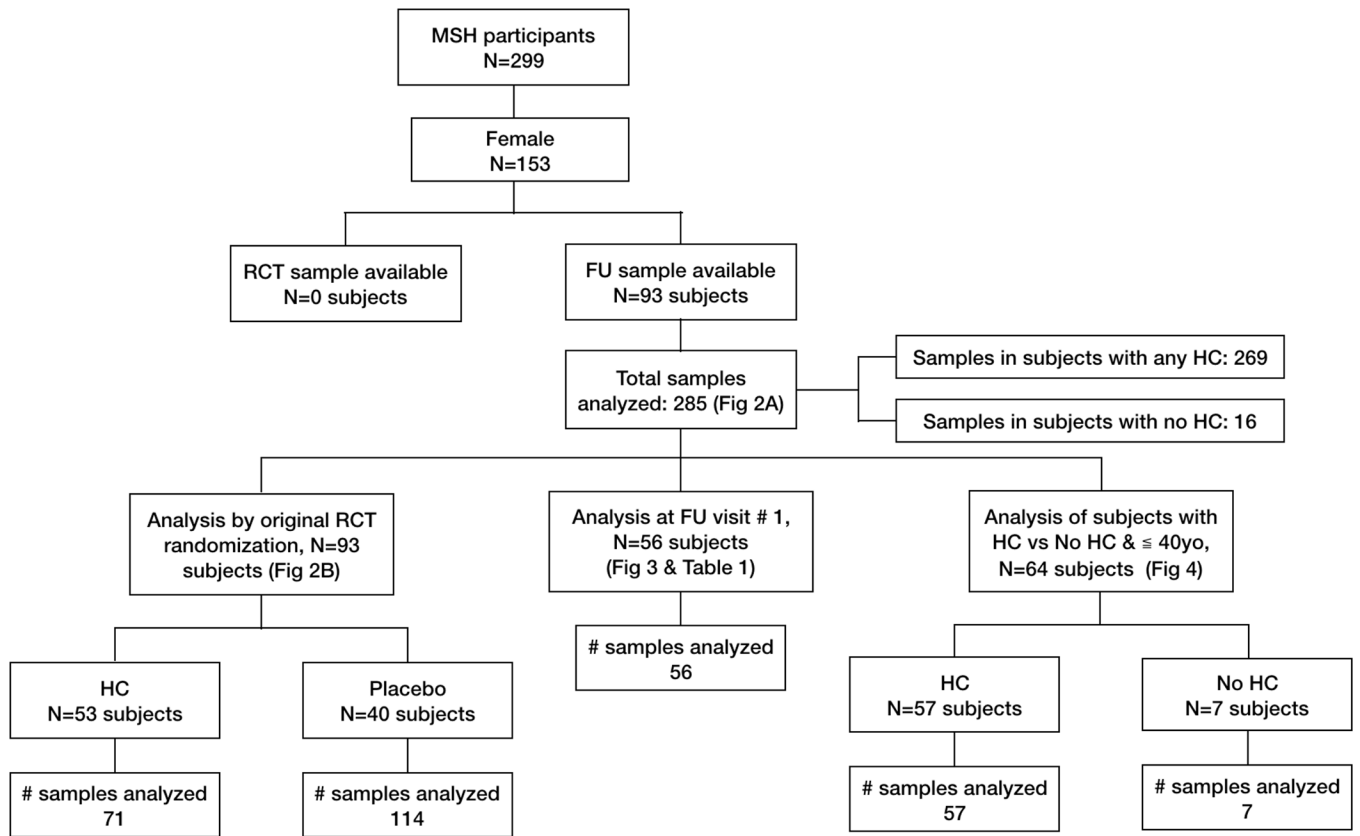 MSH participants
N=299
Female
N=153
RCT sample available
N=0 subjects
FU sample available
N=93 subjects
Total samples
analyzed: 285 (Fig 2A)
Samples in subjects with any HC: 269
Samples in subjects with no HC: 16
Analysis by original RCT
randomization, N=93
subjects (Fig 2B)
Analysis at FU visit # 1,
N=56 subjects
(Fig 3 & Table 1)
Analysis of subjects with
HC vs No HC & ≦ 40yo,
N=64 subjects (Fig 4)
HC
N=53 subjects
Placebo
N=40 subjects
# samples analyzed
56
HC
N=57 subjects
No HC
N=7 subjects
# samples analyzed
71
# samples analyzed
114
# samples analyzed
57
# samples analyzed
7